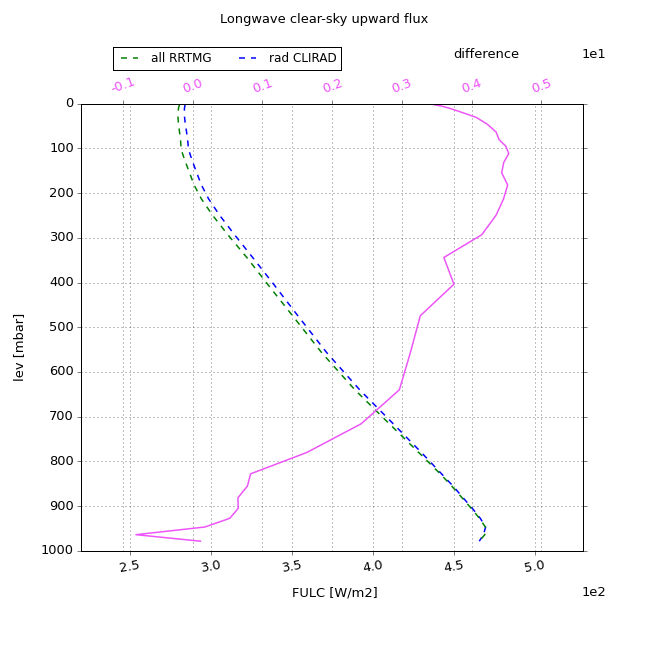 Longwave clear-sky upward flux
all RRTMG rad CLIRAD difference 1e1
-0.1 0.0 0.1 0.2 0.3 0.4 0.5
0
100
200
300
400
500
600
700
800
900
1000
lev [mbar]
2.5 3.0 3.5 4.0 4.5 5.0
FULC [W/m2] 1e2